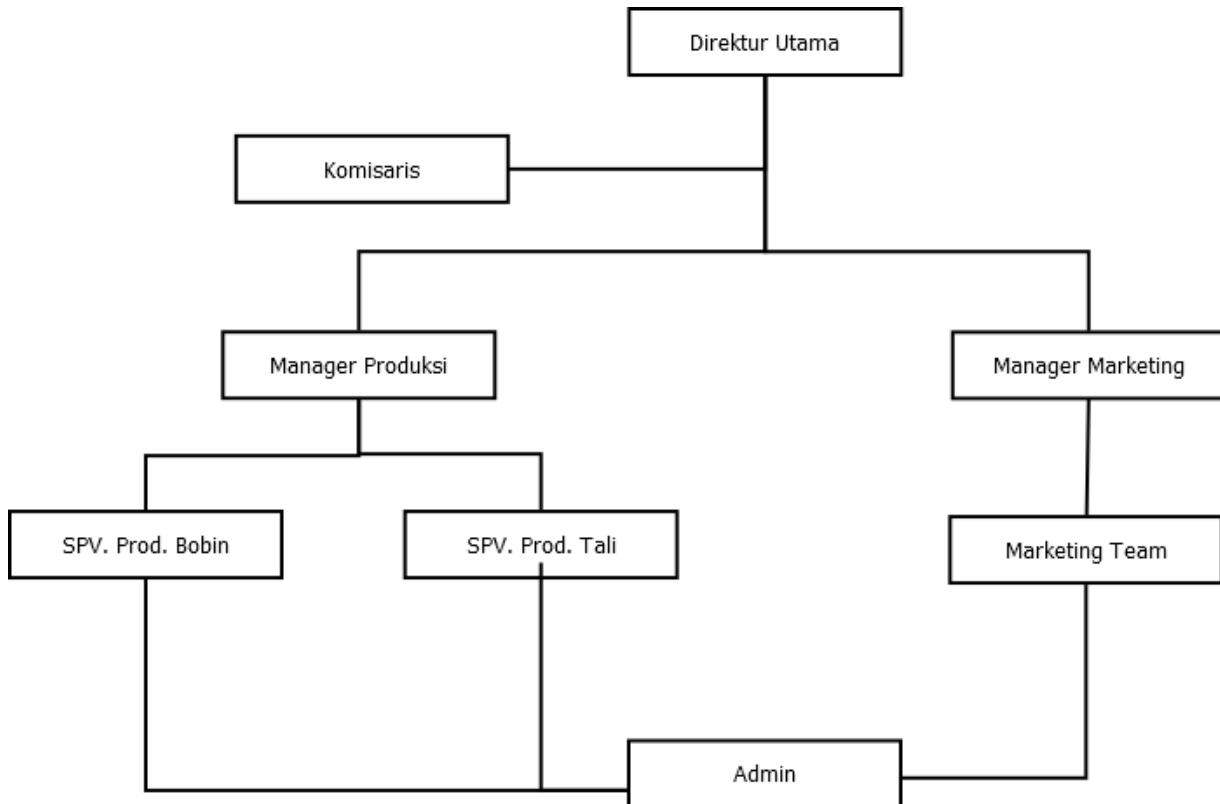 Direktur Utama
Komisaris
Manager Produksi
Manager Marketing
SPV. Prod. Bobin
SPV. Prod. Tali
Marketing Team
Admin